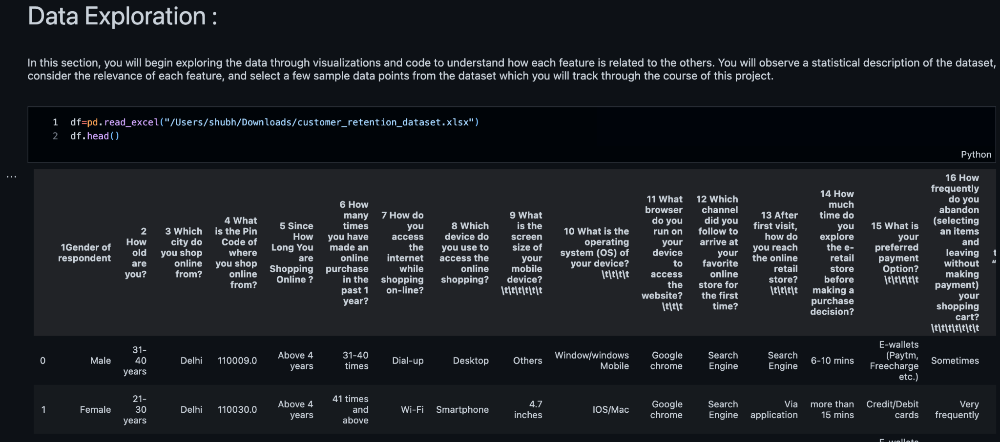 Data Exploration :
In this section, you will begin exploring the data through visualizations and code to understand how each feature is related to the others. You will observe a statistical description of the dataset,
consider the relevance of each feature, and select a few sample data points from the dataset which you will track through the course of this project.
1 df=pd.read_excel("/Users/shubh/Downloads/customer_retention_dataset.xlsx")
2 df.head()
Python
...
1Gender of
respondent
2
How
old
are
you?
3 Which
city do
you shop
online
from?
4 What
is the Pin
Code of
where
you shop
online
from?
5 Since
How
Long You
are
Shopping
Online ?
6 How
many
times
you have
made an
online
purchase
in the
past 1
year?
7 How do
you
access
the
internet
while
shopping
on-line?
8 Which
device do
you use to
access the
online
shopping?
9 What
is the
screen
size of
your
mobile
device?
\t\t\t\t\t\t
10 What is the
operating
system (OS) of
your device?
\t\t\t\t
11 What
browser
do you
run on
your
device
to
access
the
website?
\t\t\t
12 Which
channel
did you
follow to
arrive at
your
favorite
online
store for
the first
time?
13 After
first visit,
how do
you reach
the online
retail
store?
\t\t\t\t
14 How
much
time do
you
explore
the e-
retail
store
before
making a
purchase
decision?
15 What is
your
preferred
payment
Option?
\t\t\t\t\t
16 How
frequently
do you
abandon
(selecting
an items
and
leaving
without
making
payment)
your
shopping
cart?
\t\t\t\t\t\t\t
0
Male
31-
40
years
Delhi
110009.0
Above 4
years
31-40
times
Dial-up
Desktop
Others
Window/windows
Mobile
Google
chrome
Search
Engine
Search
Engine
6-10 mins
E-wallets
(Paytm,
Freecharge
etc.)
Sometimes
1
Female
21-
30
years
Delhi
110030.0
Above 4
years
41 times
and
above
Wi-Fi
Smartphone
4.7
inches
IOS/Mac
Google
chrome
Search
Engine
Via
application
more than
15 mins
Credit/Debit
cards
Very
frequently